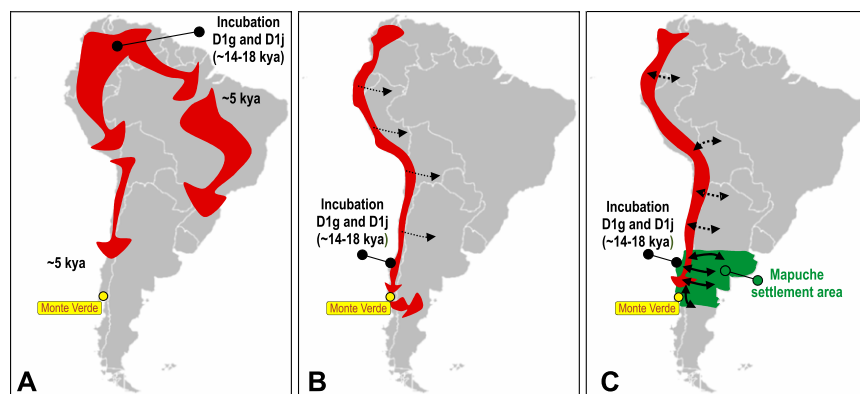 Incubation
D1g and D1j
(~14-18 kya)
~5 kya
~5 kya
Monte Verde
A
Incubation
D1g and D1j
(~14-18 kya)
Monte Verde
B
Incubation
D1g and D1j
(~14-18 kya)
Mapuche
settlement area
Monte Verde
C